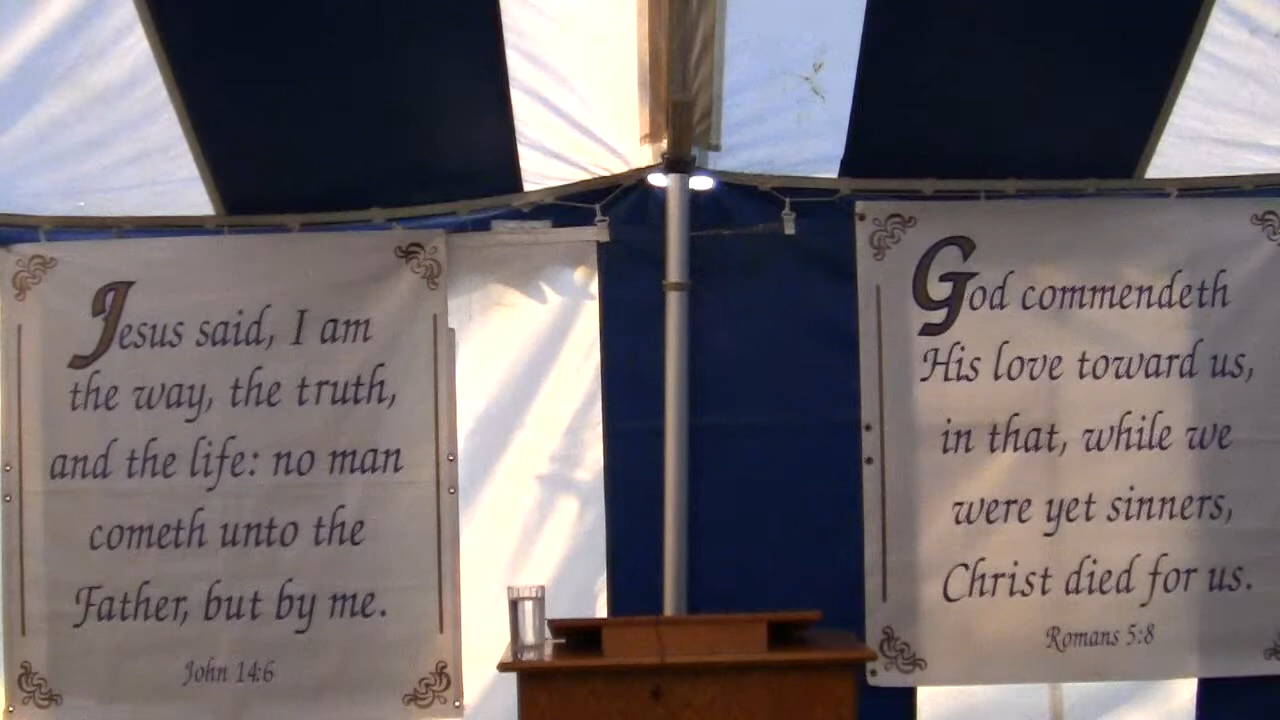 Jesus said, I am
the way, the truth,
and the life: no man
cometh unto the
Father, but by me.
John 14:6
God commendeth
His love toward us,
in that, while we
were yet sinners,
Christ died for us.
Romans 5:8